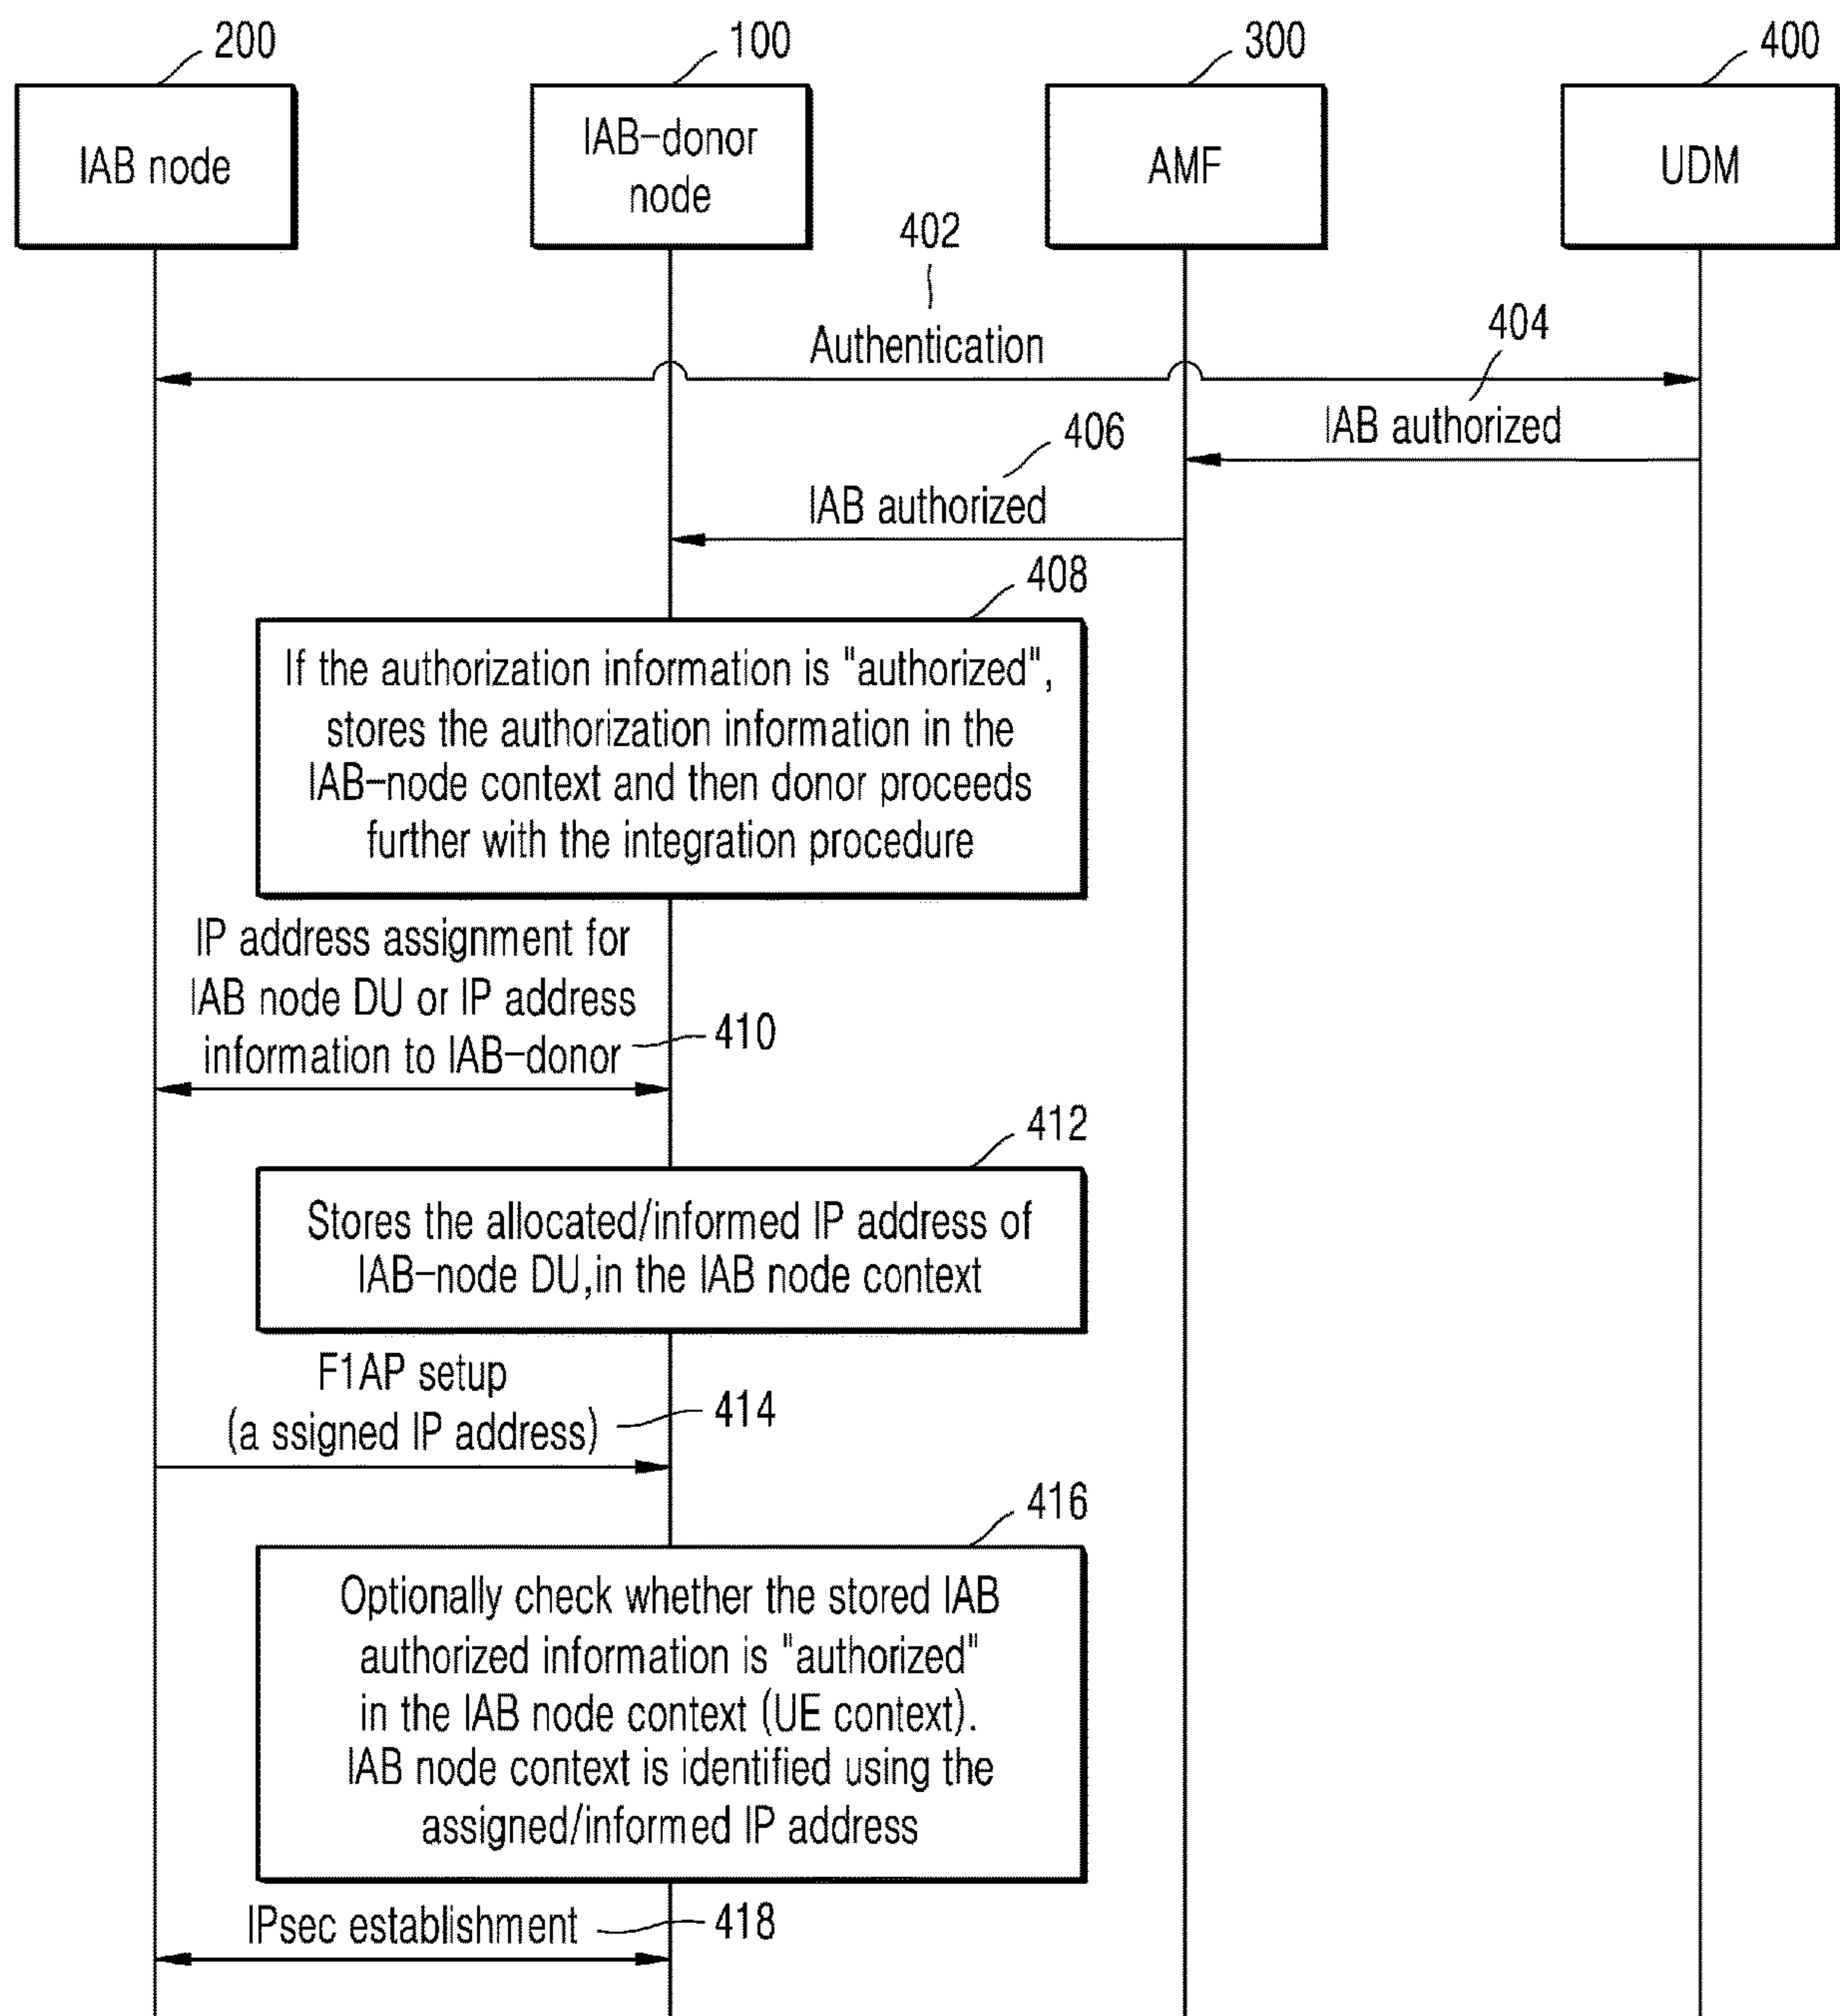 200
100
300
400
IAB node
IAB-donor
node
AMF
UDM
402
Authentication
404
IAB authorized
406
IAB authorized
408
If the authorization information is "authorized",
stores the authorization information in the
IAB-node context and then donor proceeds
further with the integration procedure
IP address assignment for
IAB node DU or IP address
information to IAB-donor
410
412
Stores the allocated/informed IP address of
IAB-node DU,in the IAB node context
F1AP setup
(a ssigned IP address)
414
416
Optionally check whether the stored IAB
authorized information is "authorized"
in the IAB node context (UE context).
IAB node context is identified using the
assigned/informed IP address
IPsec establishment
418